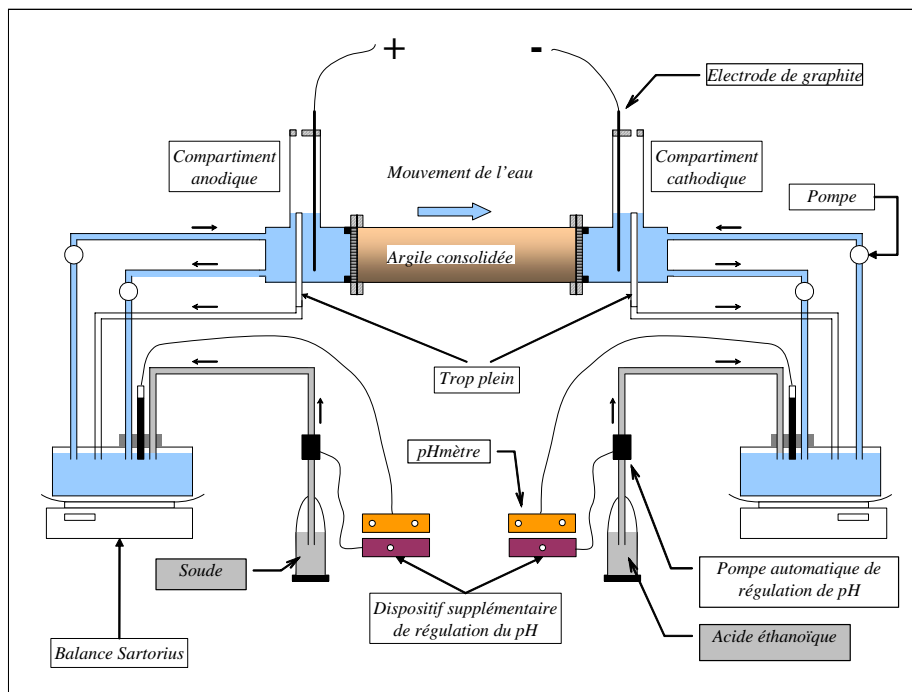 +
-
Electrode de graphite
Compartiment
anodique
Compartiment
cathodique
Mouvement de l'eau
Pompe
Argile consolidée
Trop plein
pHmètre
Soude
Dispositif supplémentaire
de régulation du pH
Pompe automatique de
régulation de pH
Acide éthanoïque
Balance Sartorius